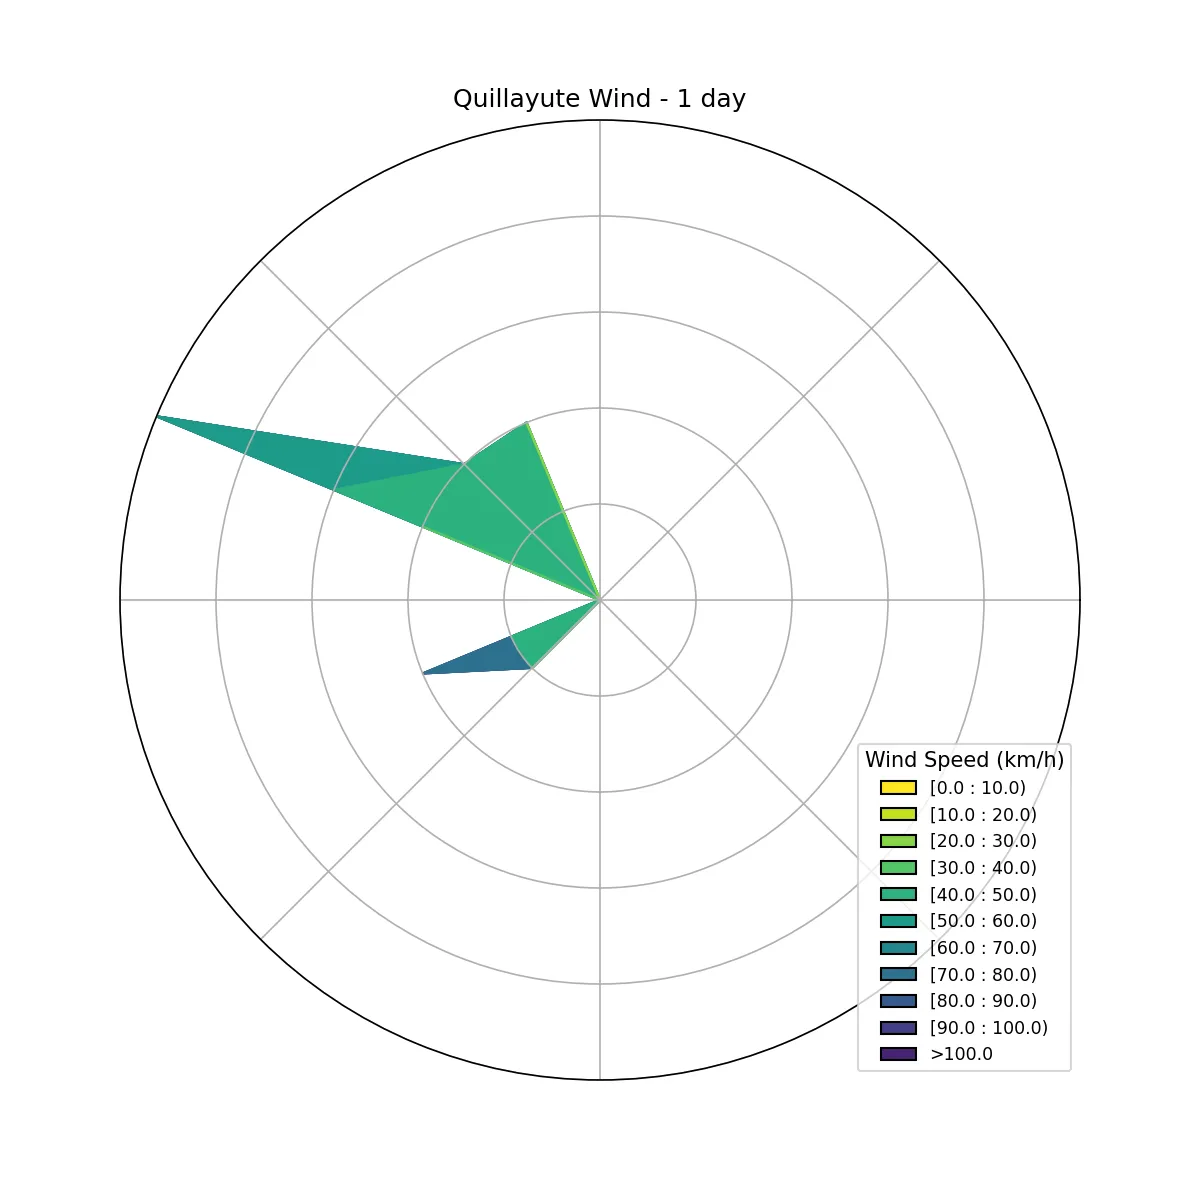 Quillayute Wind - 1 day
Wind Speed (km/h)
[0.0 : 10.0)
[10.0 : 20.0)
[20.0 : 30.0)
[30.0 : 40.0)
[40.0 : 50.0)
[50.0 : 60.0)
[60.0 : 70.0)
[70.0 : 80.0)
[80.0 : 90.0)
[90.0 : 100.0)
>100.0